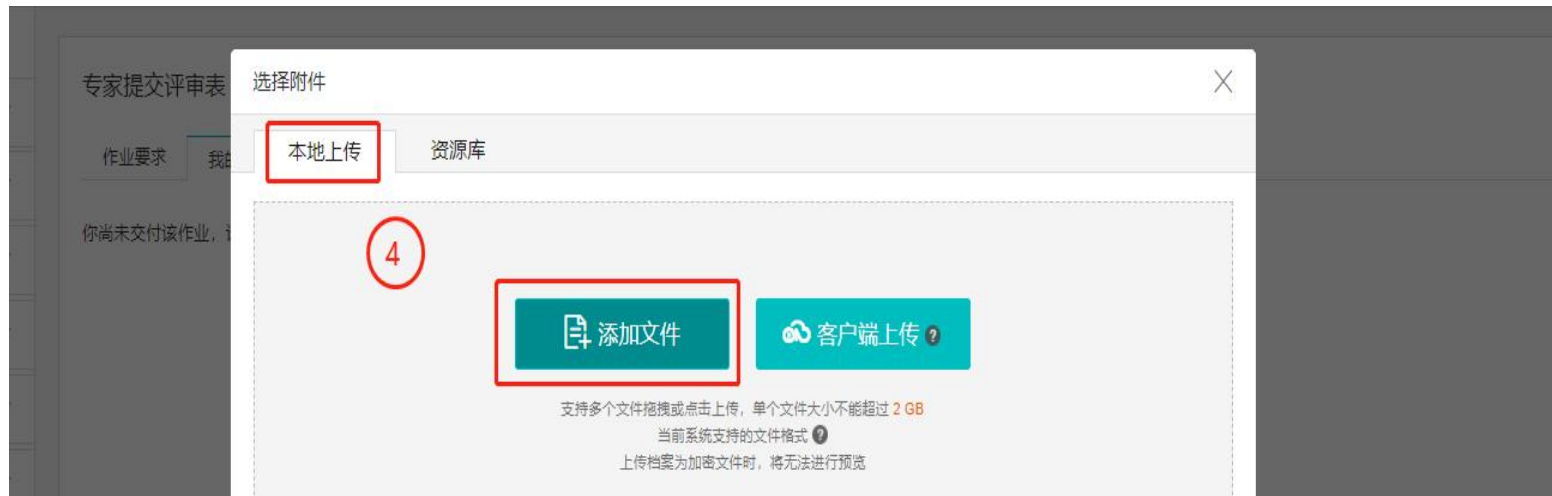 专家提交评审表
选择附件
作业要求
本地上传
资源库
你尚未交付该作业，
4
添加文件
客户端上传 ?
支持多个文件拖拽或点击上传，单个文件大小不能超过 2 GB
当前系统支持的文件格式 ?
上传档案为加密文件时，将无法进行预览